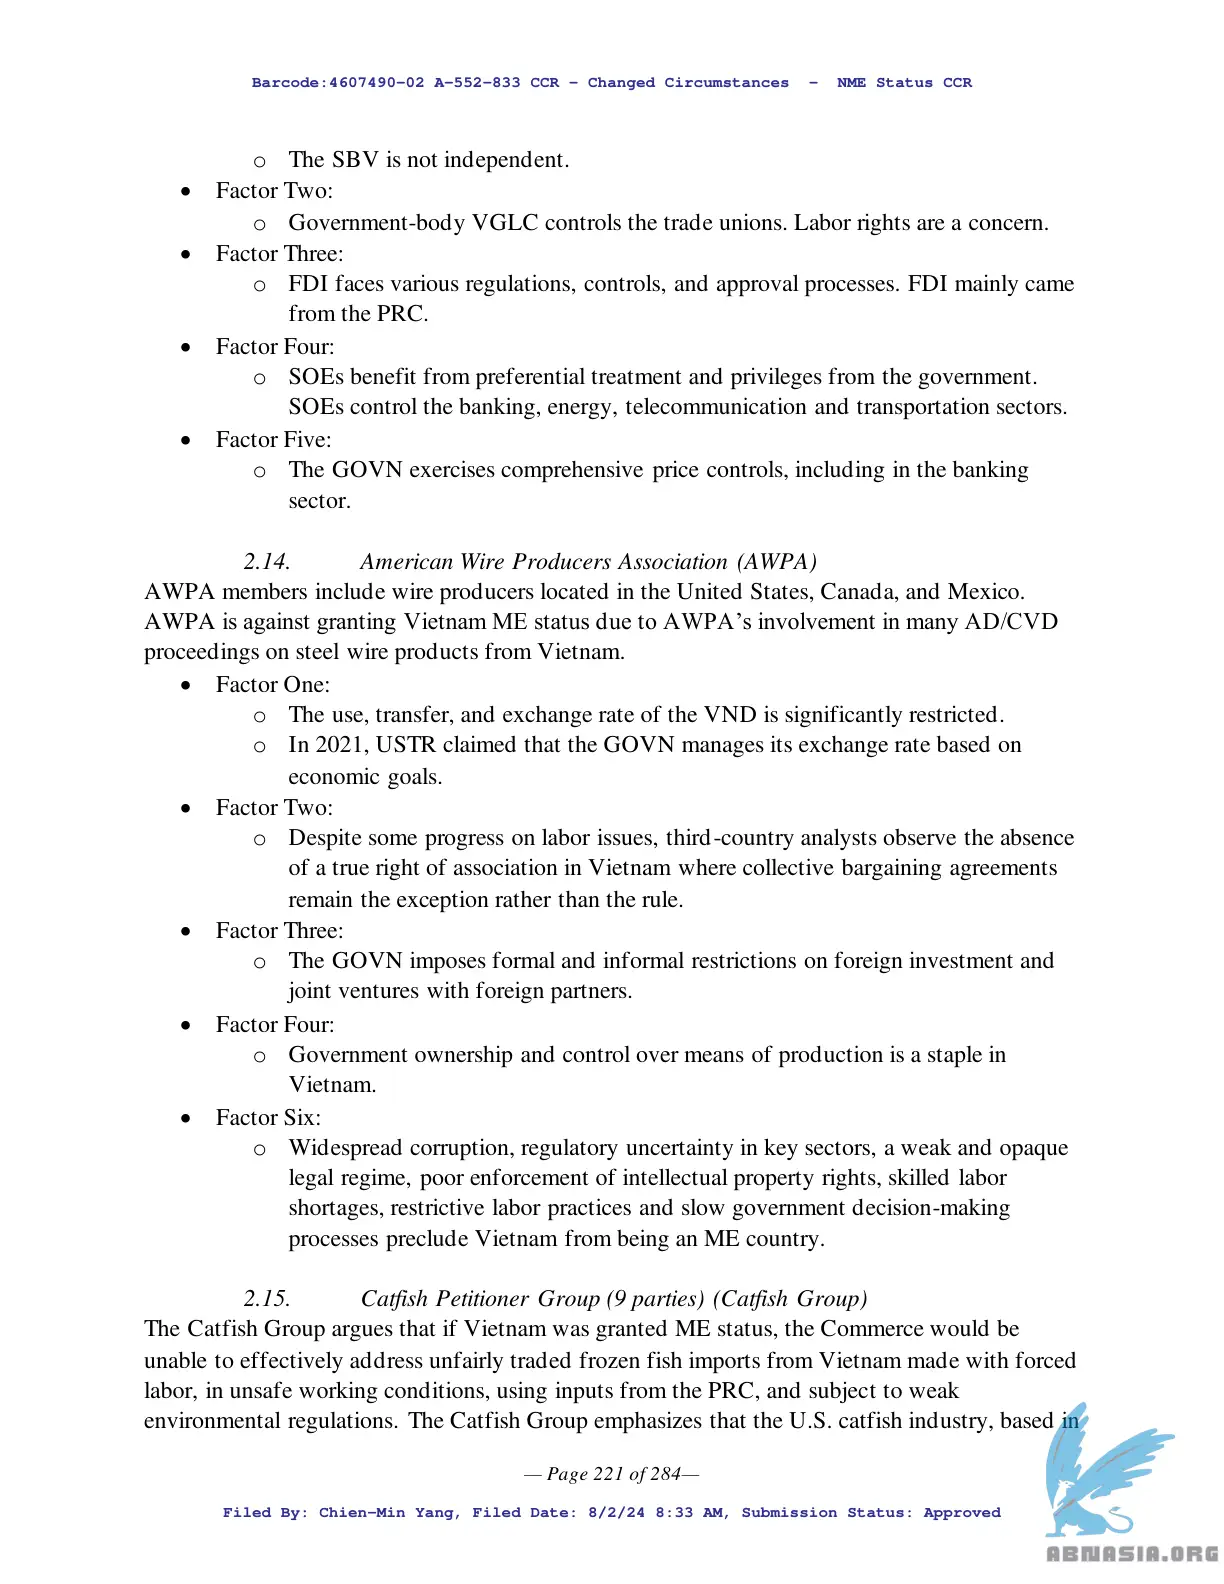 Barcode:4607490-02 A-552-833 CCR - Changed Circumstances - NME Status CCR
o The SBV is not independent.
• Factor Two:
o Government-body VGLC controls the trade unions. Labor rights are a concern.
• Factor Three:
o FDI faces various regulations, controls, and approval processes. FDI mainly came
from the PRC.
• Factor Four:
o SOEs benefit from preferential treatment and privileges from the government.
SOEs control the banking, energy, telecommunication and transportation sectors.
• Factor Five:
o The GOVN exercises comprehensive price controls, including in the banking
sector.
2.14. American Wire Producers Association (AWPA)
AWPA members include wire producers located in the United States, Canada, and Mexico.
AWPA is against granting Vietnam ME status due to AWPA’s involvement in many AD/CVD
proceedings on steel wire products from Vietnam.
• Factor One:
o The use, transfer, and exchange rate of the VND is significantly restricted.
o In 2021, USTR claimed that the GOVN manages its exchange rate based on
economic goals.
• Factor Two:
o Despite some progress on labor issues, third-country analysts observe the absence
of a true right of association in Vietnam where collective bargaining agreements
remain the exception rather than the rule.
• Factor Three:
o The GOVN imposes formal and informal restrictions on foreign investment and
joint ventures with foreign partners.
• Factor Four:
o Government ownership and control over means of production is a staple in
Vietnam.
• Factor Six:
o Widespread corruption, regulatory uncertainty in key sectors, a weak and opaque
legal regime, poor enforcement of intellectual property rights, skilled labor
shortages, restrictive labor practices and slow government decision-making
processes preclude Vietnam from being an ME country.
2.15. Catfish Petitioner Group (9 parties) (Catfish Group)
The Catfish Group argues that if Vietnam was granted ME status, the Commerce would be
unable to effectively address unfairly traded frozen fish imports from Vietnam made with forced
labor, in unsafe working conditions, using inputs from the PRC, and subject to weak
environmental regulations. The Catfish Group emphasizes that the U.S. catfish industry, based in
— Page 221 of 284—
Filed By: Chien-Min Yang, Filed Date: 8/2/24 8:33 AM, Submission Status: Approved
ABNASIA.ORG